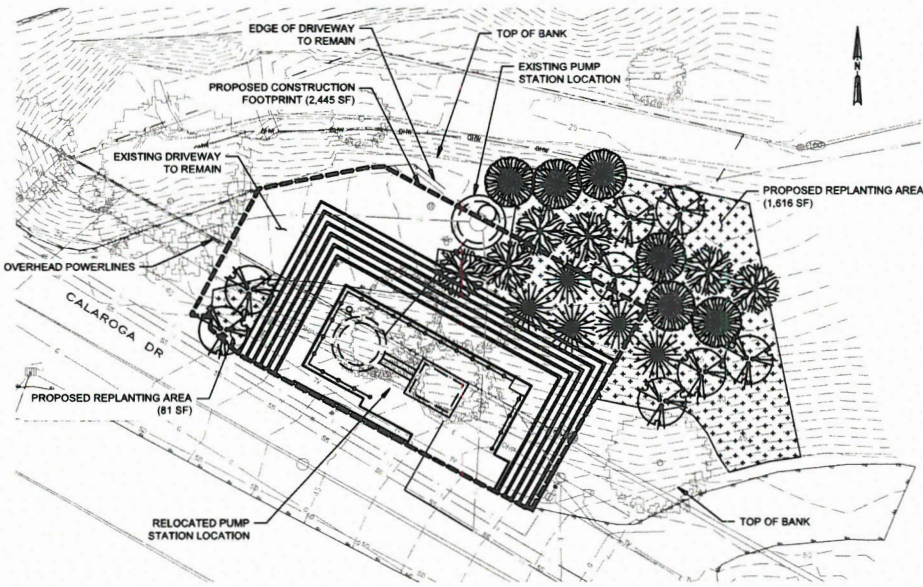 EDGE OF DRIVEWAY
TO REMAIN
TOP OF BANK
N
EXISTING PUMP
STATION LOCATION
PROPOSED CONSTRUCTION
FOOTPRINT (2,445 SF)
EXISTING DRIVEWAY
TO REMAIN
PROPOSED REPLANTING AREA
(1,616 SF)
OVERHEAD POWERLINES
CALAROGA DR
PROPOSED REPLANTING AREA
(81 SF)
RELOCATED PUMP
STATION LOCATION
TOP OF BANK